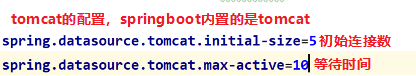 tomcat的配置，springboot内置的是tomcat
spring.datasource.tomcat.initial-size=5初始连接数
spring.datasource.tomcat.max-active=10 等待时间